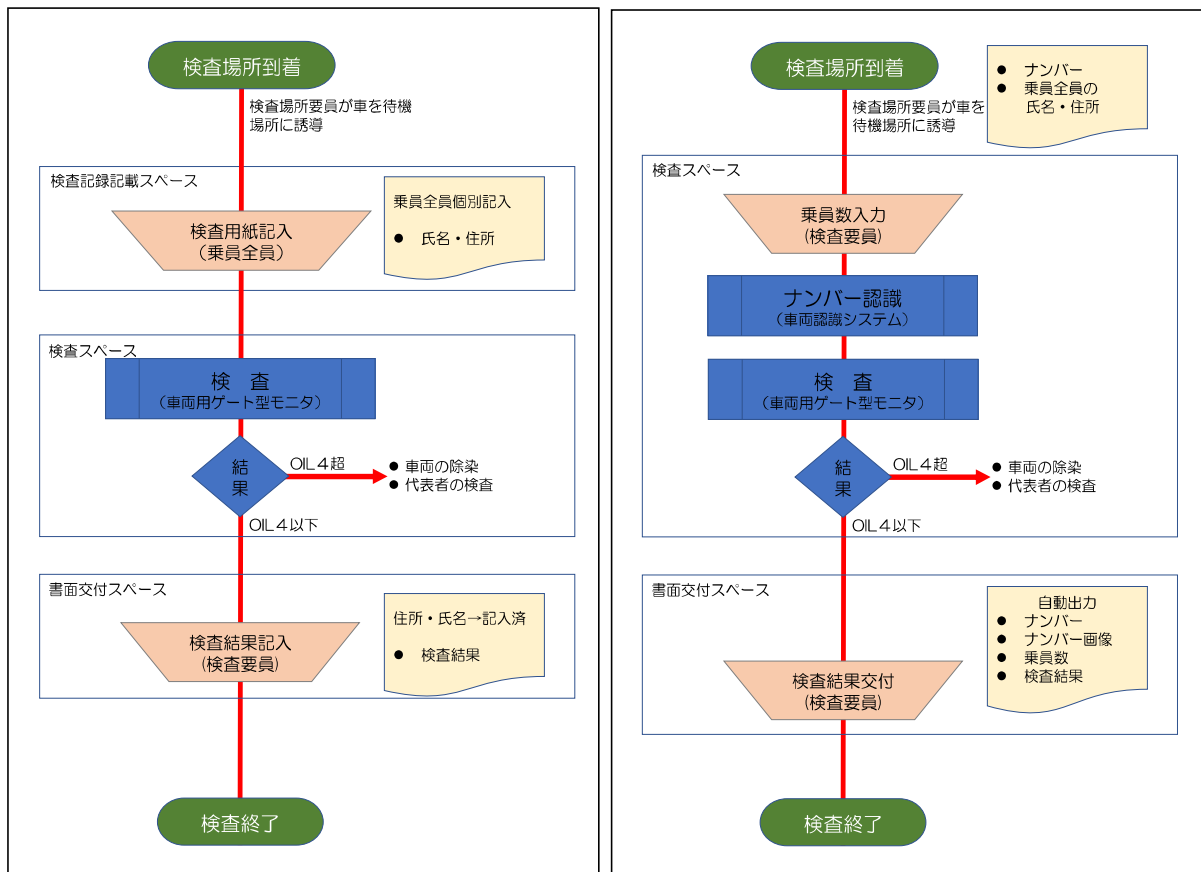 検査場所到着
検査場所要員が車を待機
場所に誘導
検査記録記載スペース
検査用紙記入
（乗員全員）
乗員全員個別記入
● 氏名・住所
検査スペース
検　査
（車両用ゲート型モニタ）
結
果
OIL４超
● 車両の除染
● 代表者の検査
OIL４以下
書面交付スペース
検査結果記入
(検査要員)
住所・氏名→記入済
● 検査結果
検査終了
検査場所到着
検査場所要員が車を
待機場所に誘導
● ナンバー
● 乗員全員の
氏名・住所
検査スペース
乗員数入力
(検査要員)
ナンバー認識
（車両認識システム）
検　査
（車両用ゲート型モニタ）
結
果
OIL４超
● 車両の除染
● 代表者の検査
OIL４以下
書面交付スペース
自動出力
● ナンバー
● ナンバー画像
● 乗員数
● 検査結果
検査結果交付
(検査要員)
検査終了